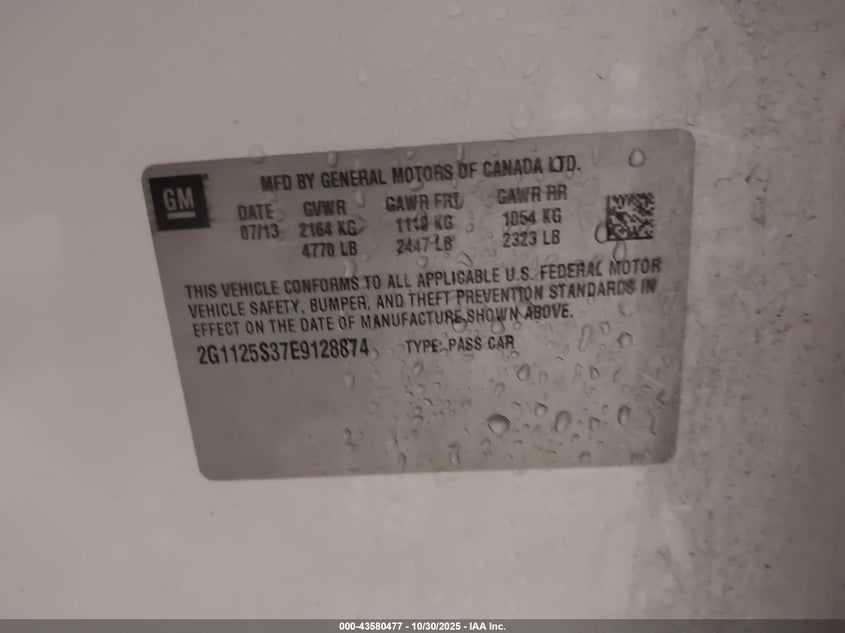 GM
MFD BY GENERAL MOTORS OF CANADA LTD.
DATE GVWR GAWR FRT GAWR RR
07/13 2164 KG 1110 KG 1054 KG
4770 LB 2447 LB 2323 LB
THIS VEHICLE CONFORMS TO ALL APPLICABLE U.S. FEDERAL MOTOR
VEHICLE SAFETY, BUMPER, AND THEFT PREVENTION STANDARDS IN
EFFECT ON THE DATE OF MANUFACTURE SHOWN ABOVE.
2G1125S37E9128874 TYPE: PASS CAR
000-43580477 - 10/30/2025 - IAA Inc.